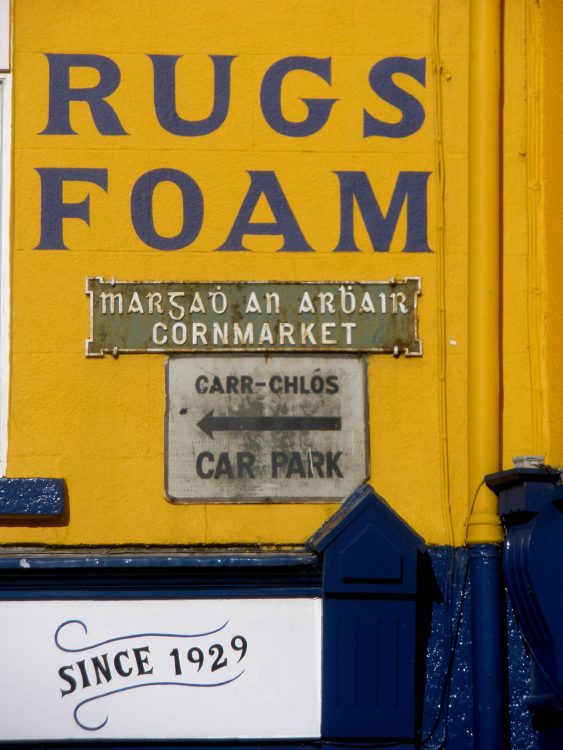 RUGS
FOAM
margaḋ an arḃair
CORNMARKET
CARR-CHLÓS
CAR PARK
SINCE 1929